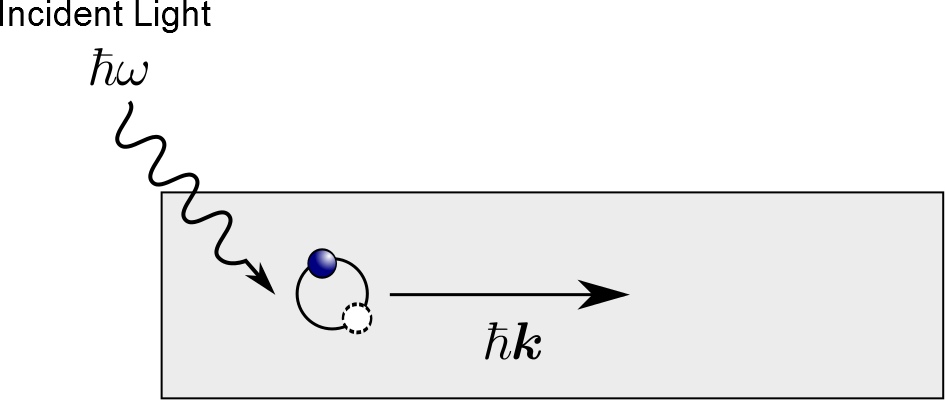 Incident Light
ℏω
ℏ𝒌